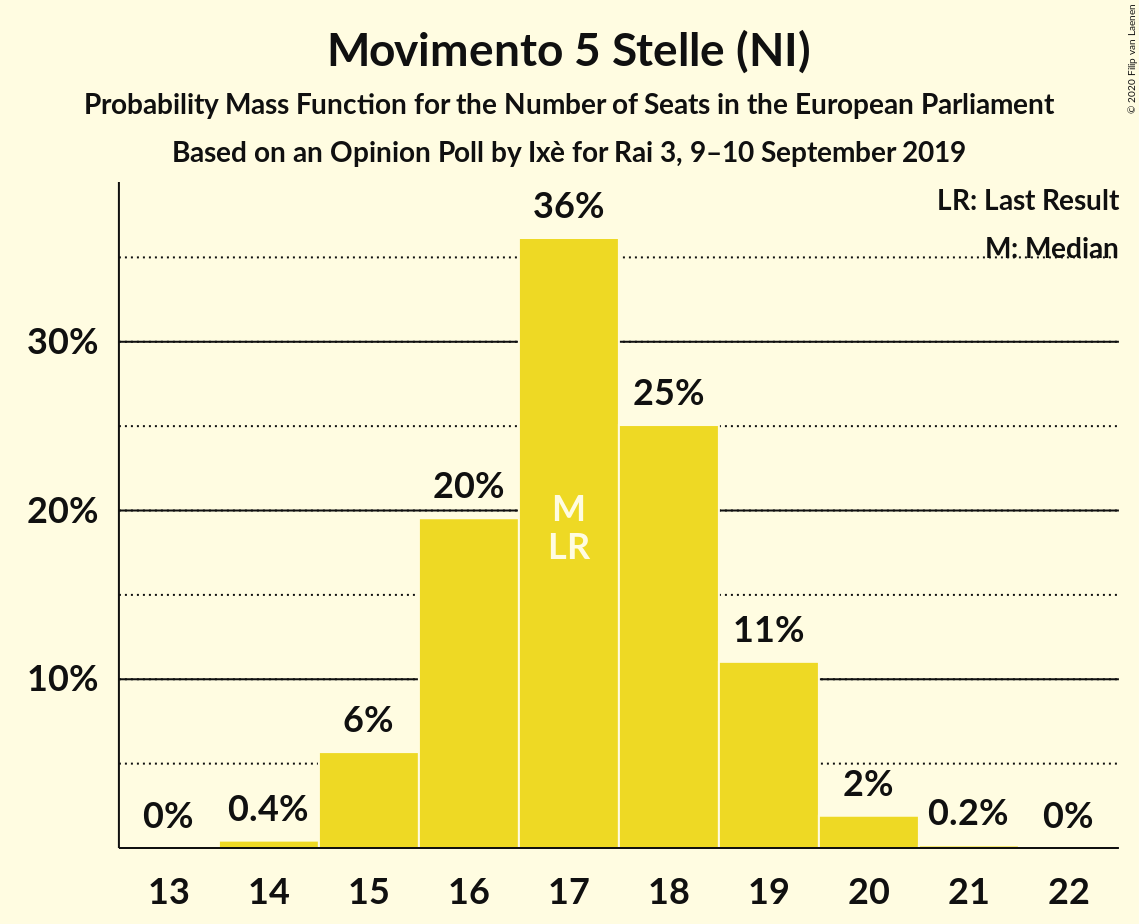 Movimento 5 Stelle (NI)
Probability Mass Function for the Number of Seats in the European Parliament
Based on an Opinion Poll by Ixè for Rai 3, 9–10 September 2019
© 2020 Filip van Laenen
LR: Last Result
M: Median
36%
30%
25%
20%
20%
M
LR
11%
10%
6%
2%
0%
0.4%
0.2%
0%
13 14 15 16 17 18 19 20 21 22